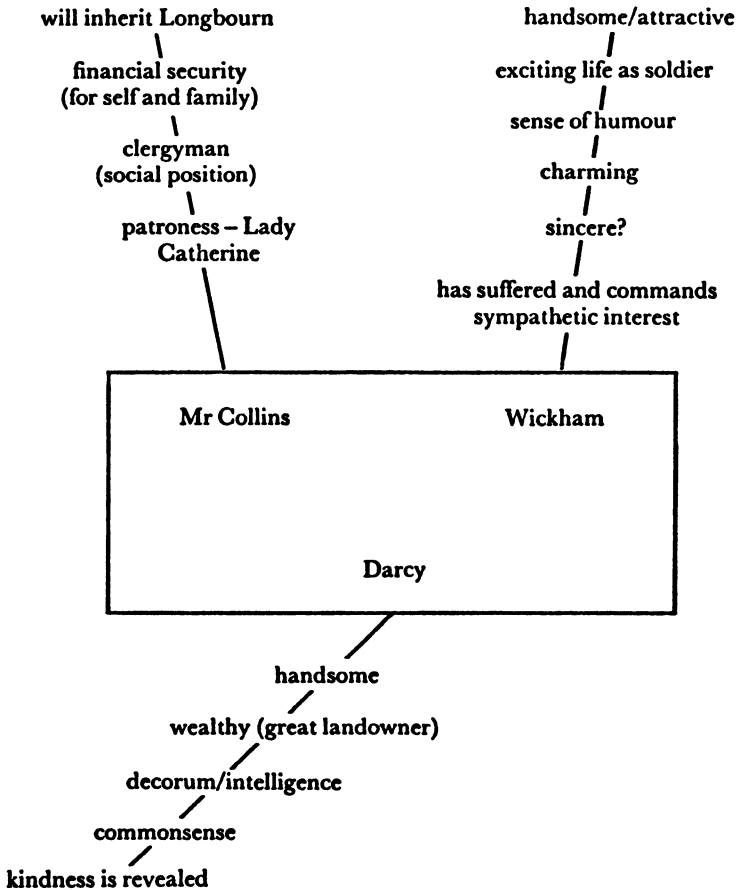 will inherit Longbourn
financial security
(for self and family)
clergyman
(social position)
patroness – Lady
Catherine
handsome/attractive
exciting life as soldier
sense of humour
charming
sincere?
has suffered and commands
sympathetic interest
Mr Collins
Wickham
Darcy
handsome
wealthy (great landowner)
decorum/intelligence
commonsense
kindness is revealed